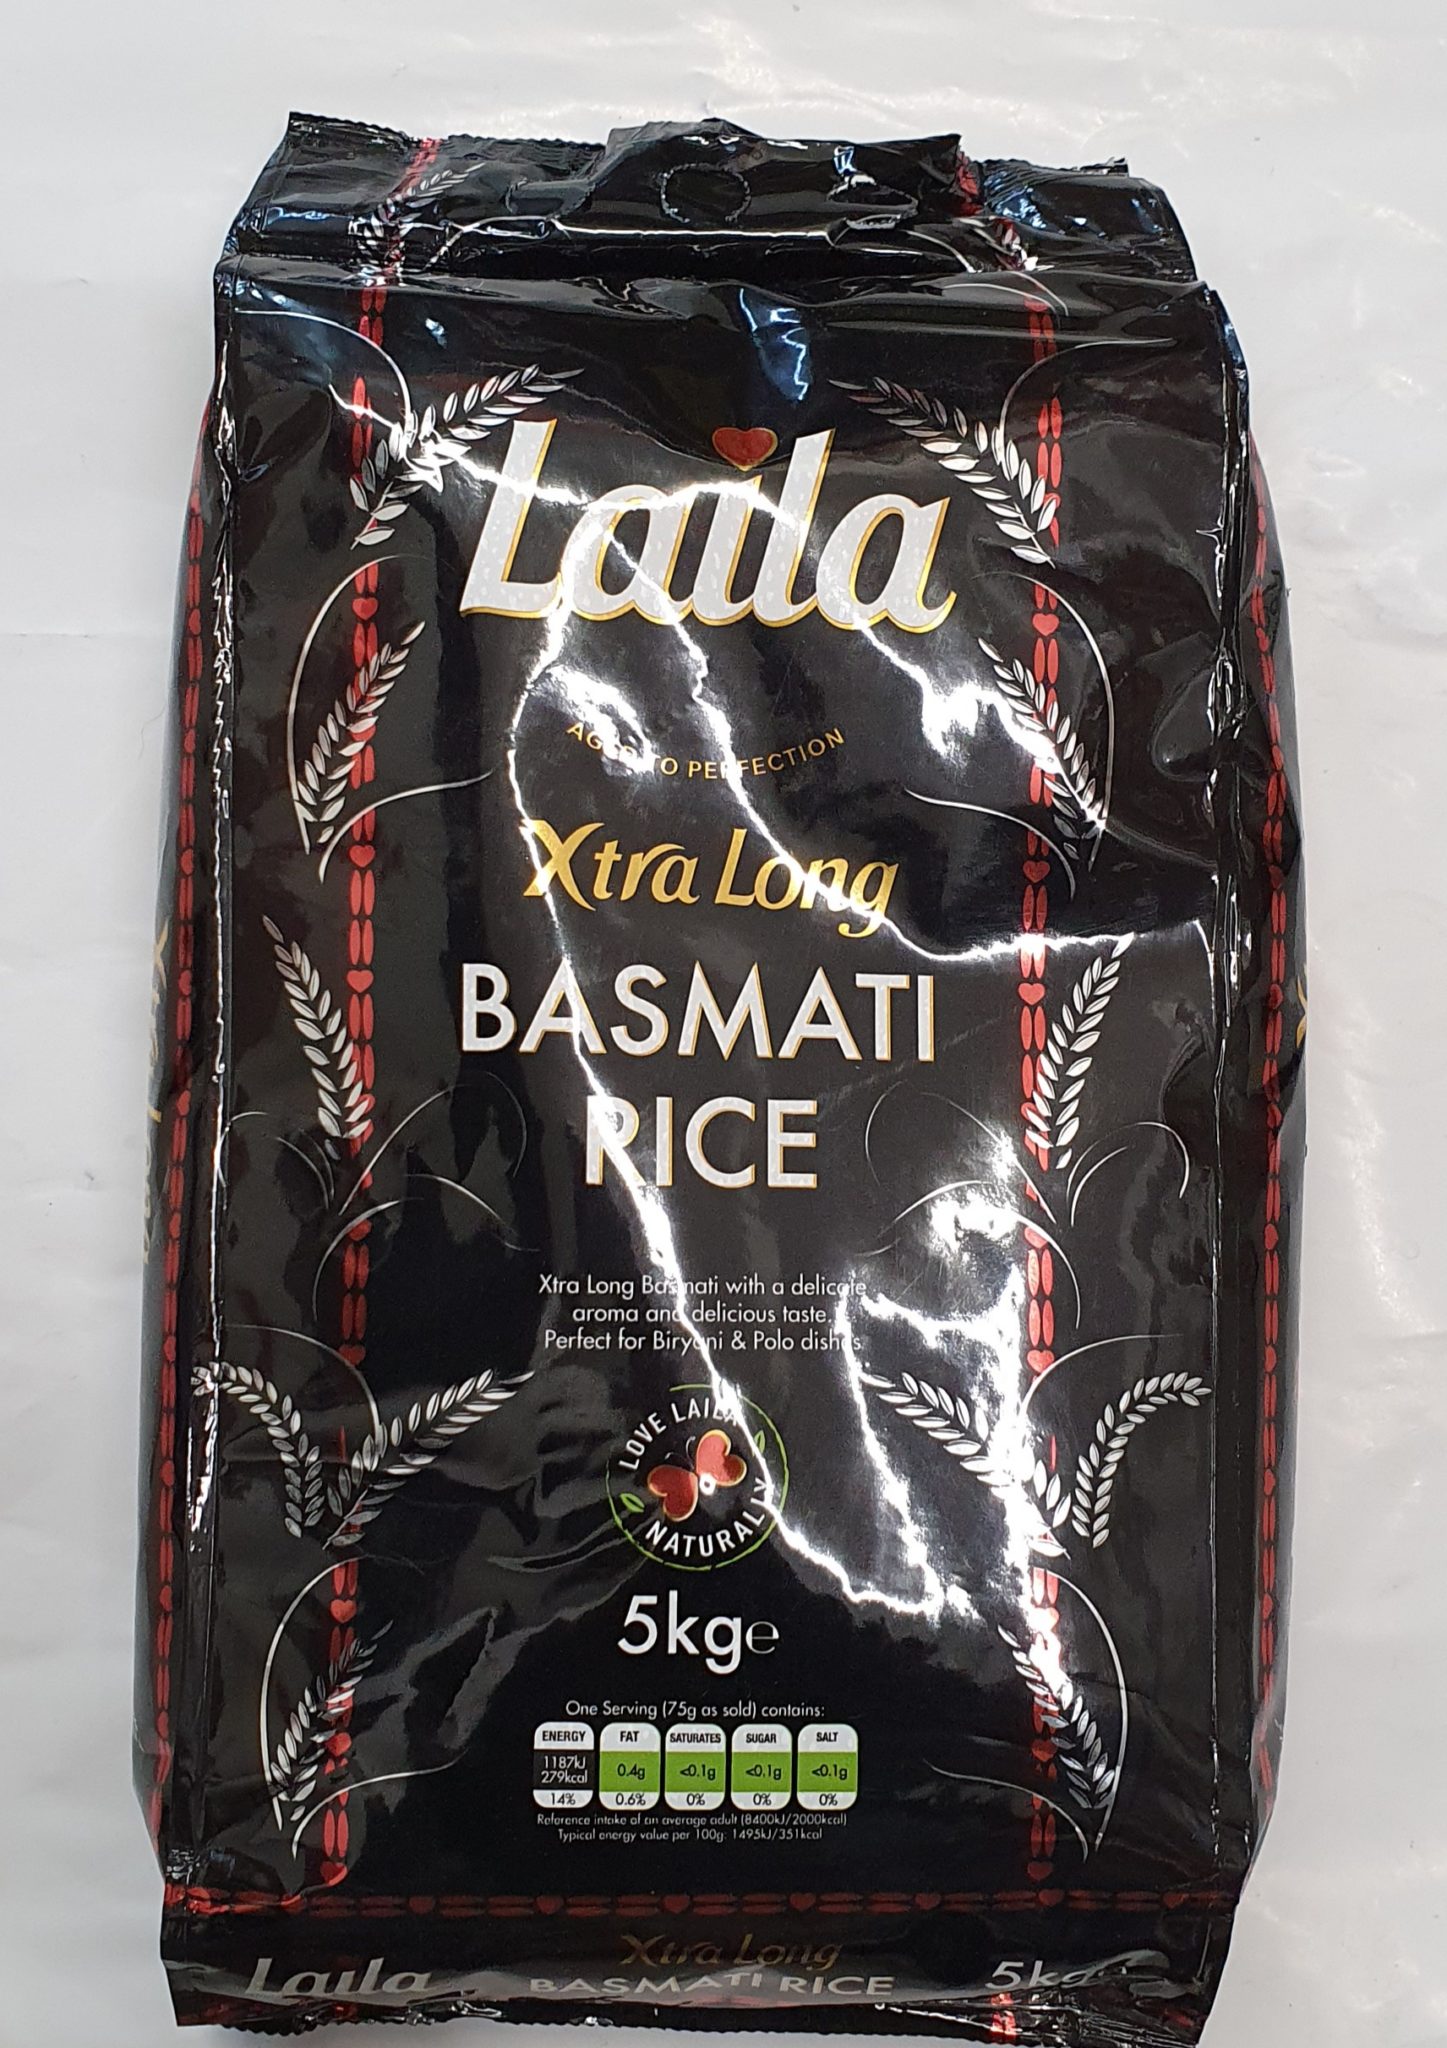 Laila
AGED TO PERFECTION
Xtra Long
BASMATI
RICE
Xtra Long Basmati with a delicate
aroma and delicious taste.
Perfect for Biryani & Polo dishes
LOVE LAILA
NATURALLY
5kg e
One Serving (75g as sold) contains:
ENERGY FAT SATURATES SUGAR SALT
1187kJ
279kcal 0.4g <0.1g <0.1g <0.1g
14% 0.6% 0% 0% 0%
Reference intake of an average adult (8400kJ/2000kcal)
Typical energy value per 100g: 1495kJ/351kcal
Xtra Long
Laila BASMATI RICE 5kg